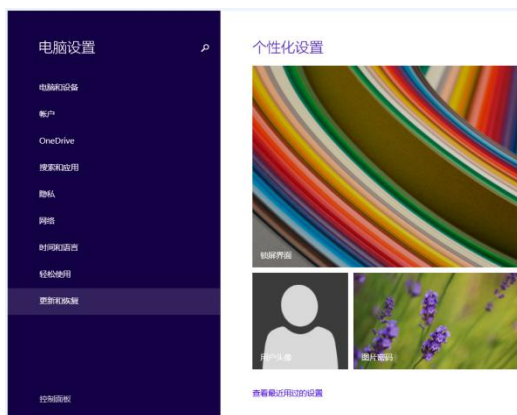 电脑设置
电脑和设备
帐户
OneDrive
搜索和应用
隐私
网络
时间和语言
轻松使用
更新和恢复
控制面板
个性化设置
锁屏界面
用户头像
图片密码
查看最近用过的设置